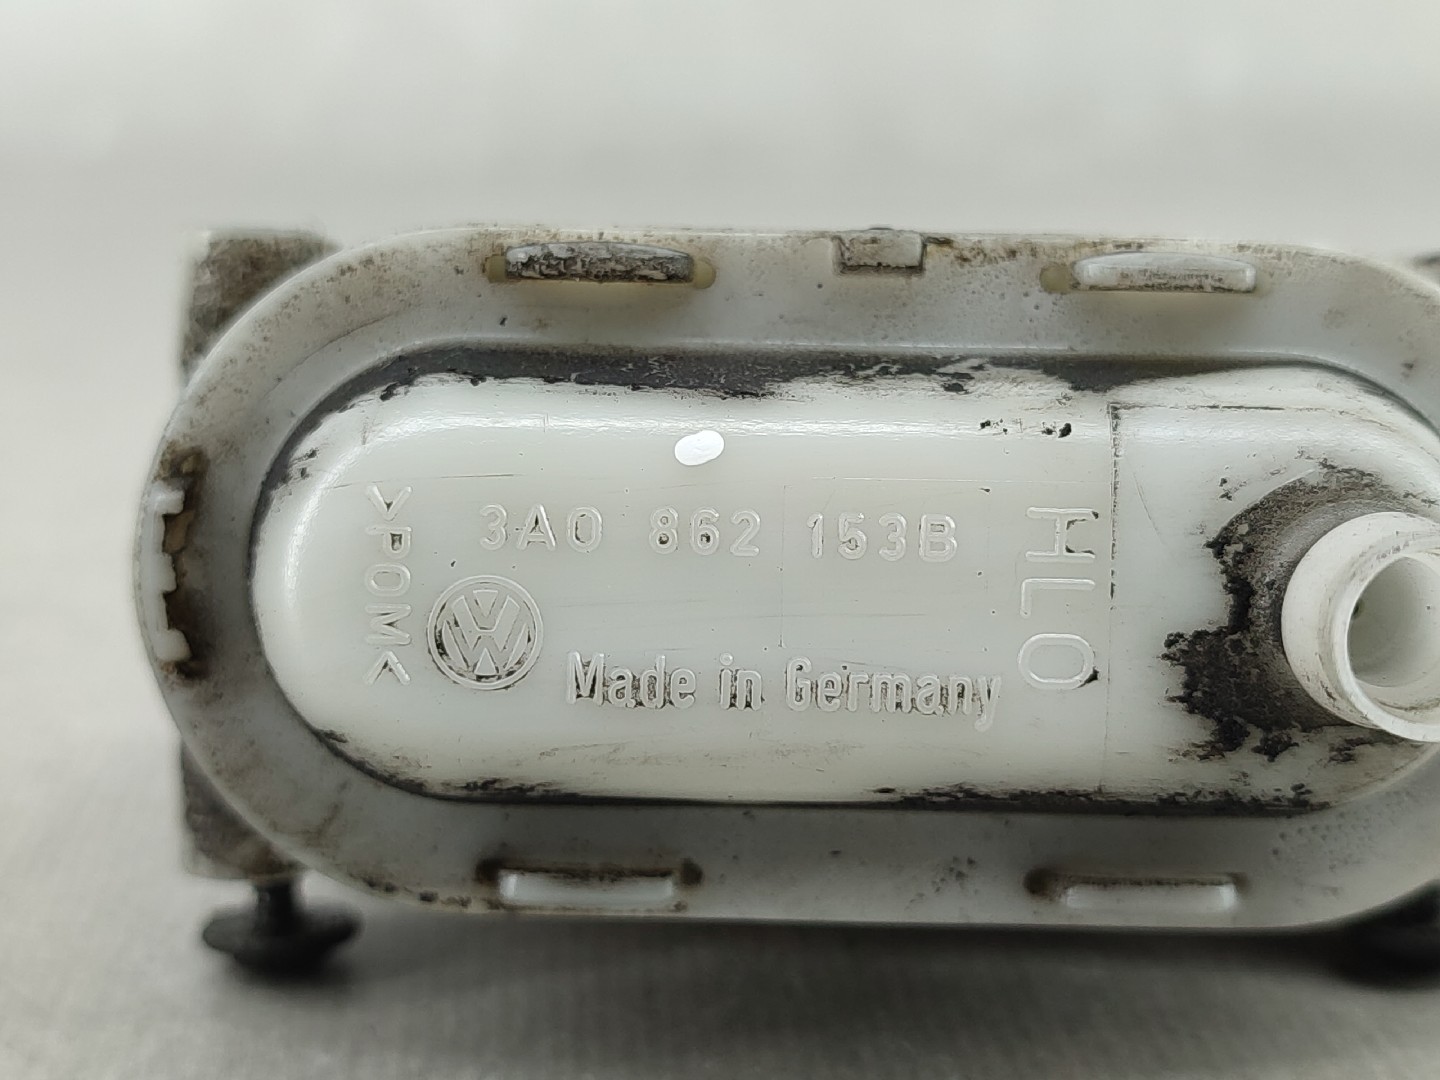 >POM<
3A0 862 153B
Made in Germany
HLO